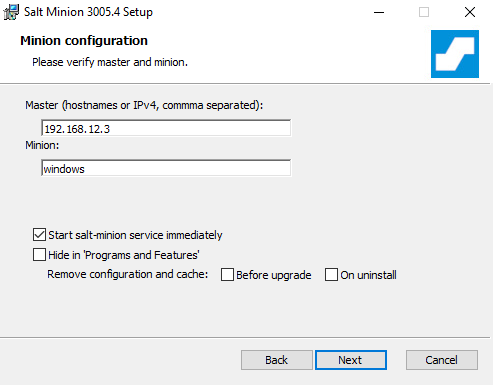 Salt Minion 3005.4 Setup
Minion configuration
Please verify master and minion.
Master (hostnames or IPv4, commma separated):
192.168.12.3
Minion:
windows
Start salt-minion service immediately
Hide in 'Programs and Features'
Remove configuration and cache: Before upgrade On uninstall
Back Next Cancel